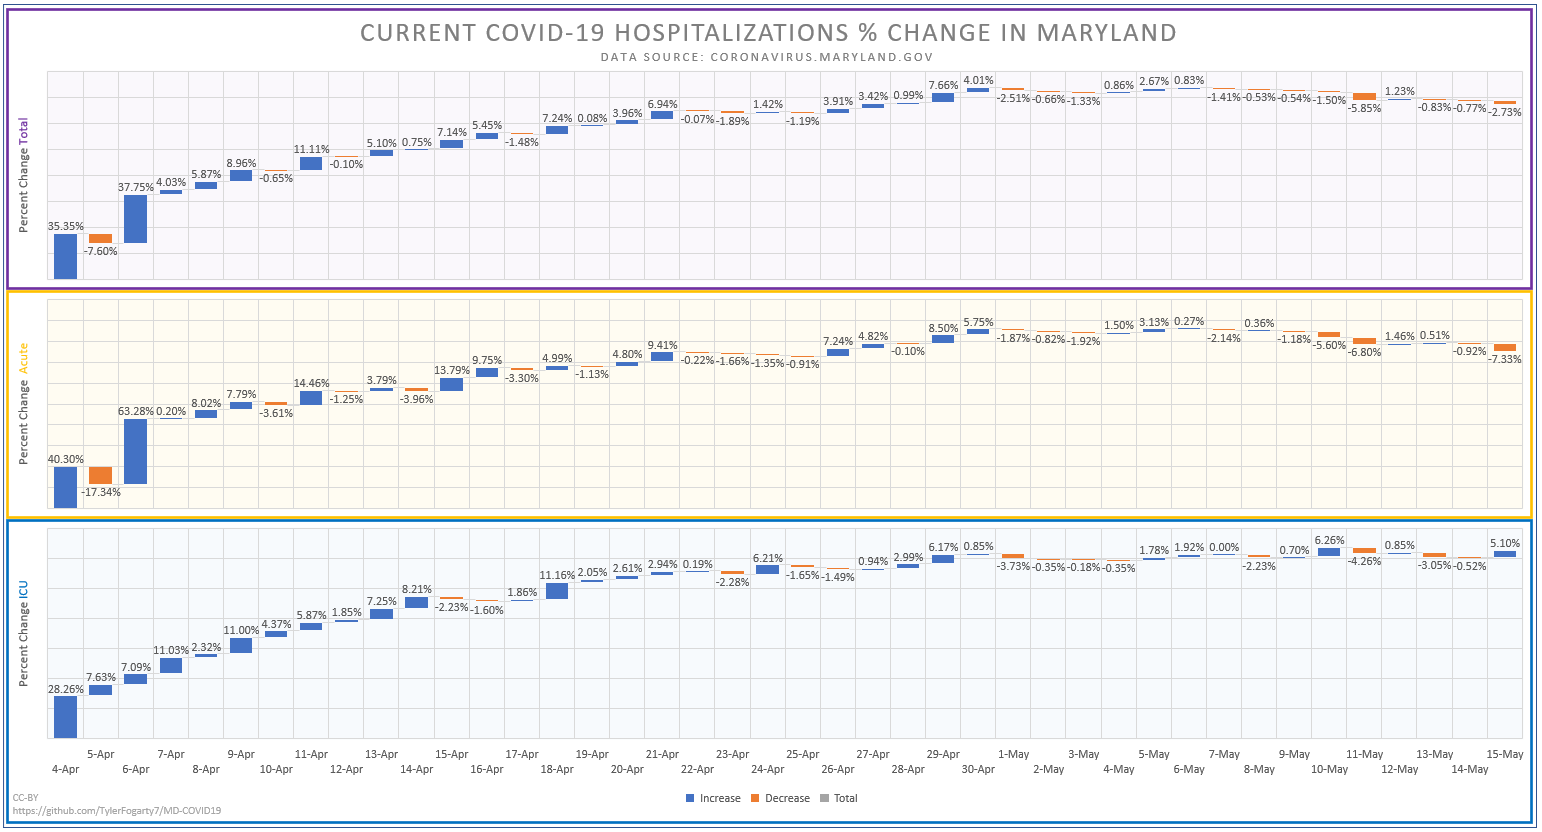 CURRENT COVID-19 HOSPITALIZATIONS % CHANGE IN MARYLAND
DATA SOURCE: CORONAVIRUS.MARYLAND.GOV
Percent Change Total
35.35% -7.60% 37.75% 4.03% 5.87% 8.96% -0.65% 11.11% -0.10% 5.10% 0.75% 7.14% 5.45% -1.48% 7.24% 0.08% 3.96% 6.94% -0.07% -1.89% 1.42% -1.19% 3.91% 3.42% 0.99% 7.66% 4.01% -2.51% -0.66% -1.33% 0.86% 2.67% 0.83% -1.41% -0.53% -0.54% -1.50% -5.85% 1.23% -0.83% -0.77% -2.73%
Percent Change Acute
40.30% -17.34% 63.28% 0.20% 8.02% 7.79% -3.61% 14.46% -1.25% 3.79% -3.96% 13.79% 9.75% -3.30% 4.99% -1.13% 4.80% 9.41% -0.22% -1.66% -1.35% -0.91% 7.24% 4.82% -0.10% 8.50% 5.75% -1.87% -0.82% -1.92% 1.50% 3.13% 0.27% -2.14% 0.36% -1.18% -5.60% -6.80% 1.46% 0.51% -0.92% -7.33%
Percent Change ICU
28.26% 7.63% 7.09% 11.03% 2.32% 11.00% 4.37% 5.87% 1.85% 7.25% 8.21% -2.23% -1.60% 1.86% 11.16% 2.05% 2.61% 2.94% 0.19% -2.28% 6.21% -1.65% -1.49% 0.94% 2.99% 6.17% 0.85% -3.73% -0.35% -0.18% -0.35% 1.78% 1.92% 0.00% -2.23% 0.70% 6.26% -4.26% 0.85% -3.05% -0.52% 5.10%
5-Apr 7-Apr 9-Apr 11-Apr 13-Apr 15-Apr 17-Apr 19-Apr 21-Apr 23-Apr 25-Apr 27-Apr 29-Apr 1-May 3-May 5-May 7-May 9-May 11-May 13-May 15-May
4-Apr 6-Apr 8-Apr 10-Apr 12-Apr 14-Apr 16-Apr 18-Apr 20-Apr 22-Apr 24-Apr 26-Apr 28-Apr 30-Apr 2-May 4-May 6-May 8-May 10-May 12-May 14-May
Increase Decrease Total
CC-BY
https://github.com/TylerFogarty7/MD-COVID19